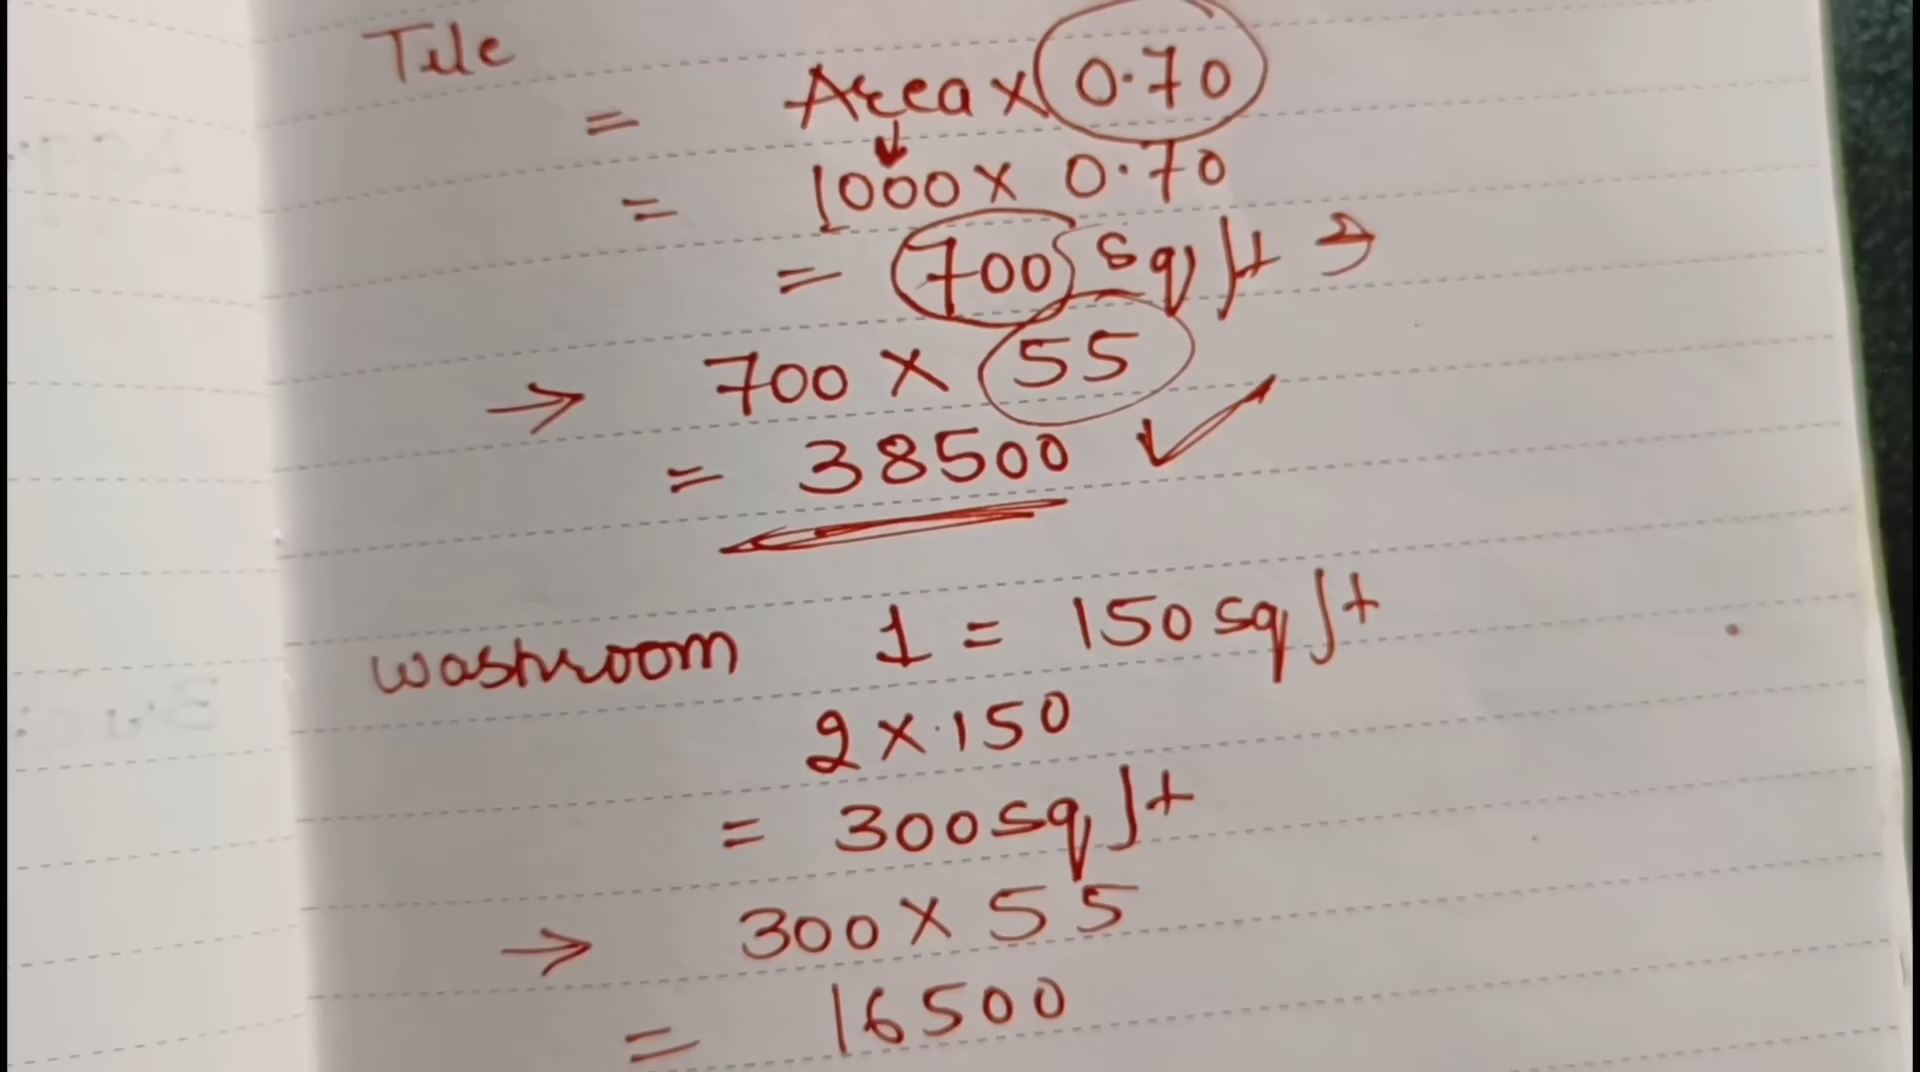 Tile
= Area x 0.70
= 1000 x 0.70
= 700 sq ft →
→ 700 x 55
= 38500 ✓
washroom 1 = 150 sq ft
2 x 150
= 300 sq ft
→ 300 x 55
= 16500